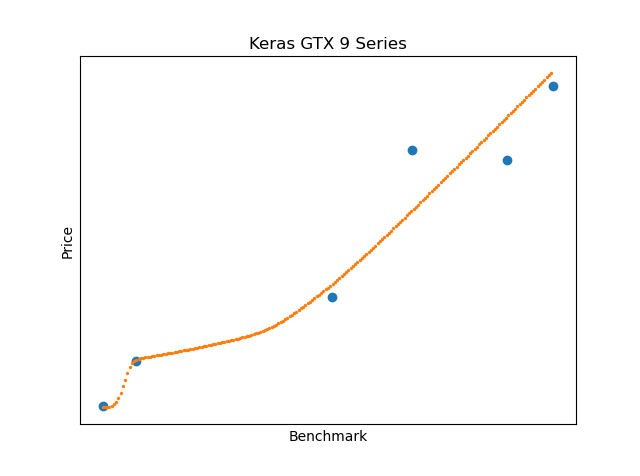 Keras GTX 9 Series
Price
Benchmark